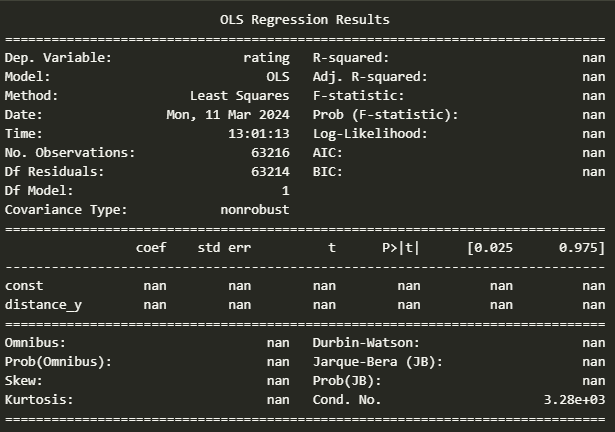 OLS Regression Results
==============================================================================
Dep. Variable: rating R-squared: nan
Model: OLS Adj. R-squared: nan
Method: Least Squares F-statistic: nan
Date: Mon, 11 Mar 2024 Prob (F-statistic): nan
Time: 13:01:13 Log-Likelihood: nan
No. Observations: 63216 AIC: nan
Df Residuals: 63214 BIC: nan
Df Model: 1
Covariance Type: nonrobust
==============================================================================
coef std err t P>|t| [0.025 0.975]
------------------------------------------------------------------------------
const nan nan nan nan nan nan
distance_y nan nan nan nan nan nan
==============================================================================
Omnibus: nan Durbin-Watson: nan
Prob(Omnibus): nan Jarque-Bera (JB): nan
Skew: nan Prob(JB): nan
Kurtosis: nan Cond. No. 3.28e+03
==============================================================================